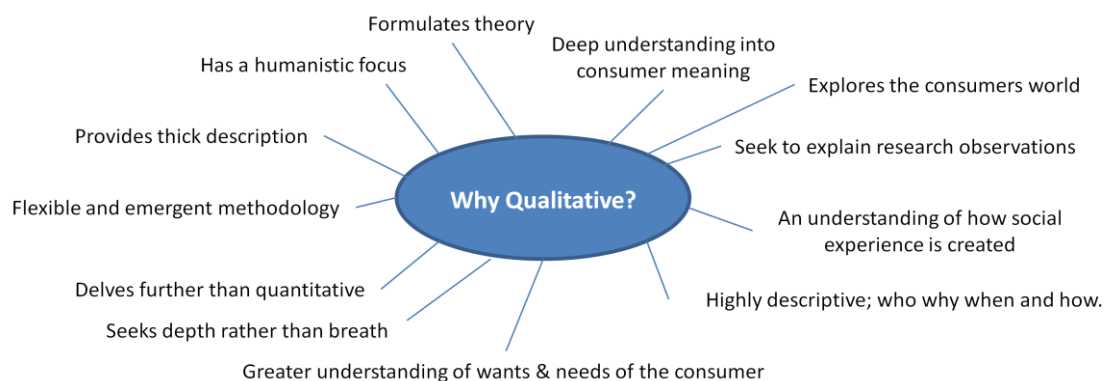 Formulates theory
Deep understanding into
consumer meaning
Has a humanistic focus
Explores the consumers world
Provides thick description
Seek to explain research observations
Why Qualitative?
Flexible and emergent methodology
An understanding of how social
experience is created
Delves further than quantitative
Highly descriptive; who why when and how.
Seeks depth rather than breath
Greater understanding of wants & needs of the consumer